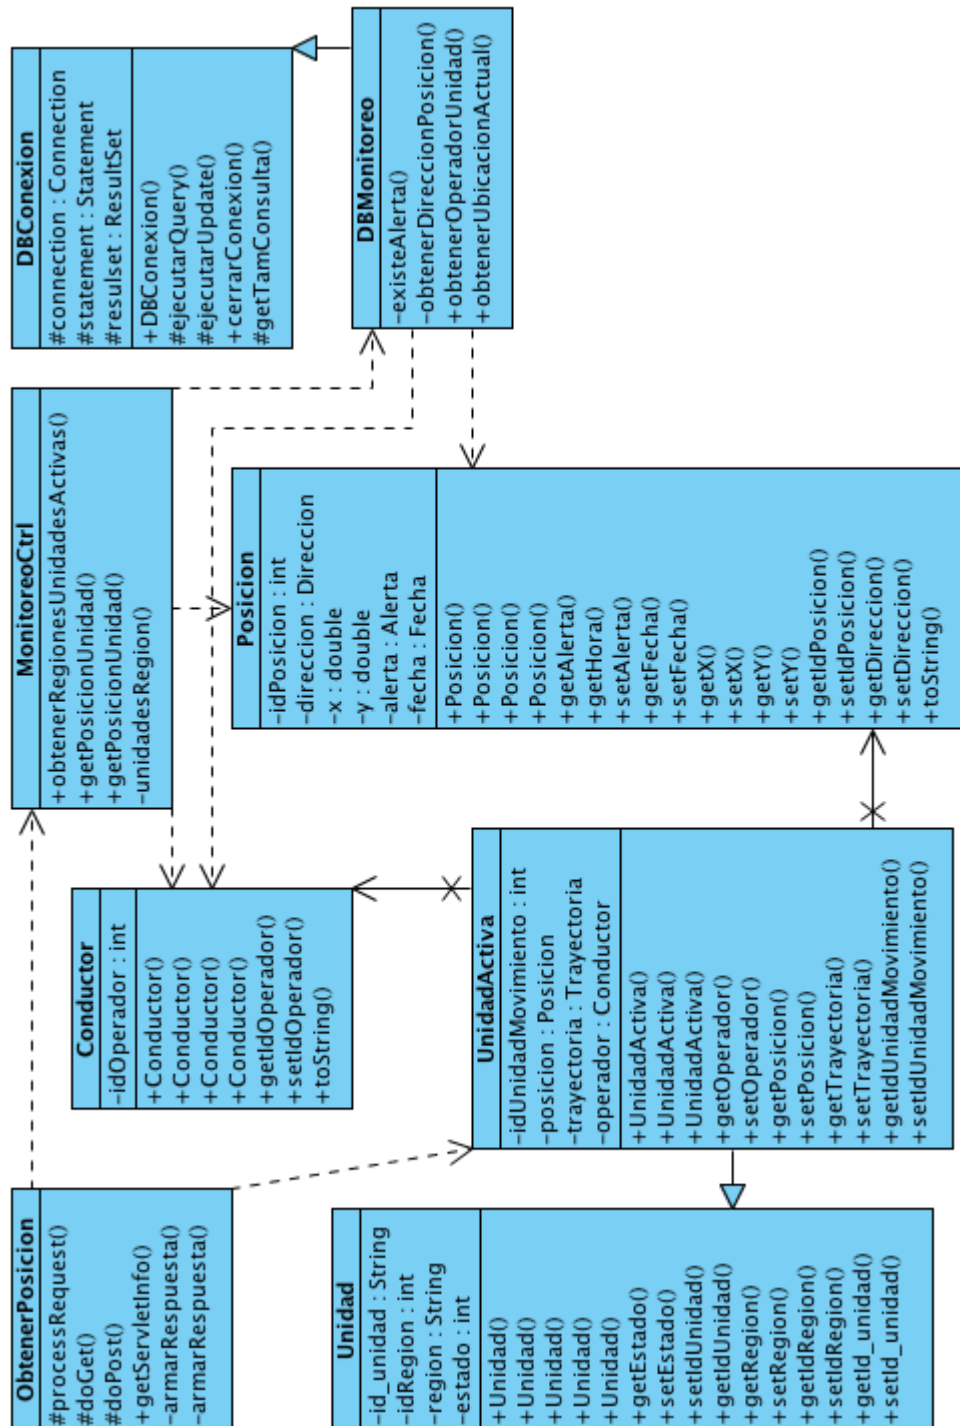 ObtenerPosicion
#processRequest()
#doGet()
#doPost()
+getServletInfo()
-armarRespuesta()
-armarRespuesta()
Conductor
-idOperador : int
+Conductor()
+Conductor()
+Conductor()
+Conductor()
+getIdOperador()
+setIdOperador()
+toString()
MonitoreoCtrl
+obtenerRegionesUnidadesActivas()
+getPosicionUnidad()
+getPosicionUnidad()
-unidadesRegion()
DBConexion
#connection : Connection
#statement : Statement
#resulset : ResultSet
+DBConexion()
#ejecutarQuery()
#ejecutarUpdate()
+cerrarConexion()
#getTamConsulta()
Unidad
-id_unidad : String
-idRegion : int
-region : String
-estado : int
+Unidad()
+Unidad()
+Unidad()
+Unidad()
+Unidad()
+getEstado()
+setEstado()
+setIdUnidad()
+getIdUnidad()
+getRegion()
+setRegion()
+getIdRegion()
+setIdRegion()
+getId_unidad()
+setId_unidad()
UnidadActiva
-idUnidadMovimiento : int
-posicion : Posicion
-trayectoria : Trayectoria
-operador : Conductor
+UnidadActiva()
+UnidadActiva()
+UnidadActiva()
+getOperador()
+setOperador()
+getPosicion()
+setPosicion()
+getTrayectoria()
+setTrayectoria()
+getIdUnidadMovimiento()
+setIdUnidadMovimiento()
Posicion
-idPosicion : int
-direccion : Direccion
-x : double
-y : double
-alerta : Alerta
-fecha : Fecha
+Posicion()
+Posicion()
+Posicion()
+Posicion()
+getAlerta()
+getHora()
+setAlerta()
+getFecha()
+setFecha()
+getX()
+setX()
+getY()
+setY()
+getIdPosicion()
+setIdPosicion()
+getDireccion()
+setDireccion()
+toString()
DBMonitoreo
-existeAlerta()
-obtenerDireccionPosicion()
+obtenerOperadorUnidad()
+obtenerUbicacionActual()